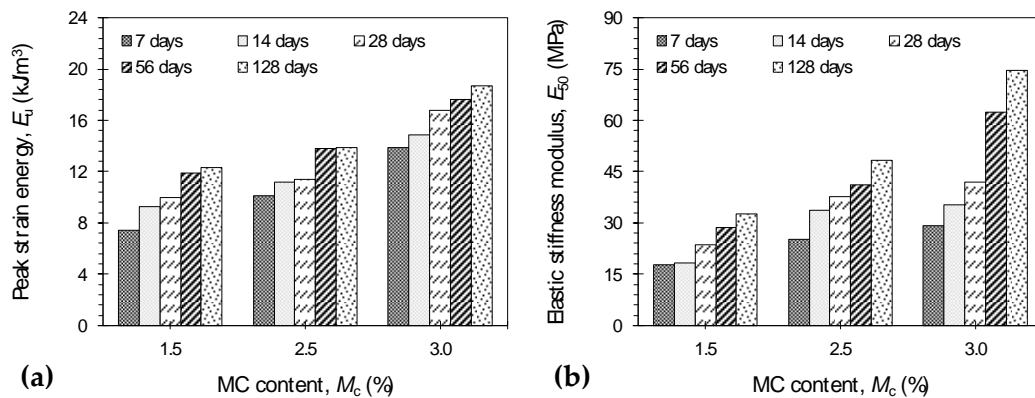 Peak strain energy, Eu (kJ/m³)
24
20
16
12
8
4
0
7 days 14 days 28 days
56 days 128 days
1.5 2.5 3.0
MC content, Mc (%)
(a)
Elastic stiffness modulus, E50 (MPa)
90
75
60
45
30
15
0
7 days 14 days 28 days
56 days 128 days
1.5 2.5 3.0
MC content, Mc (%)
(b)